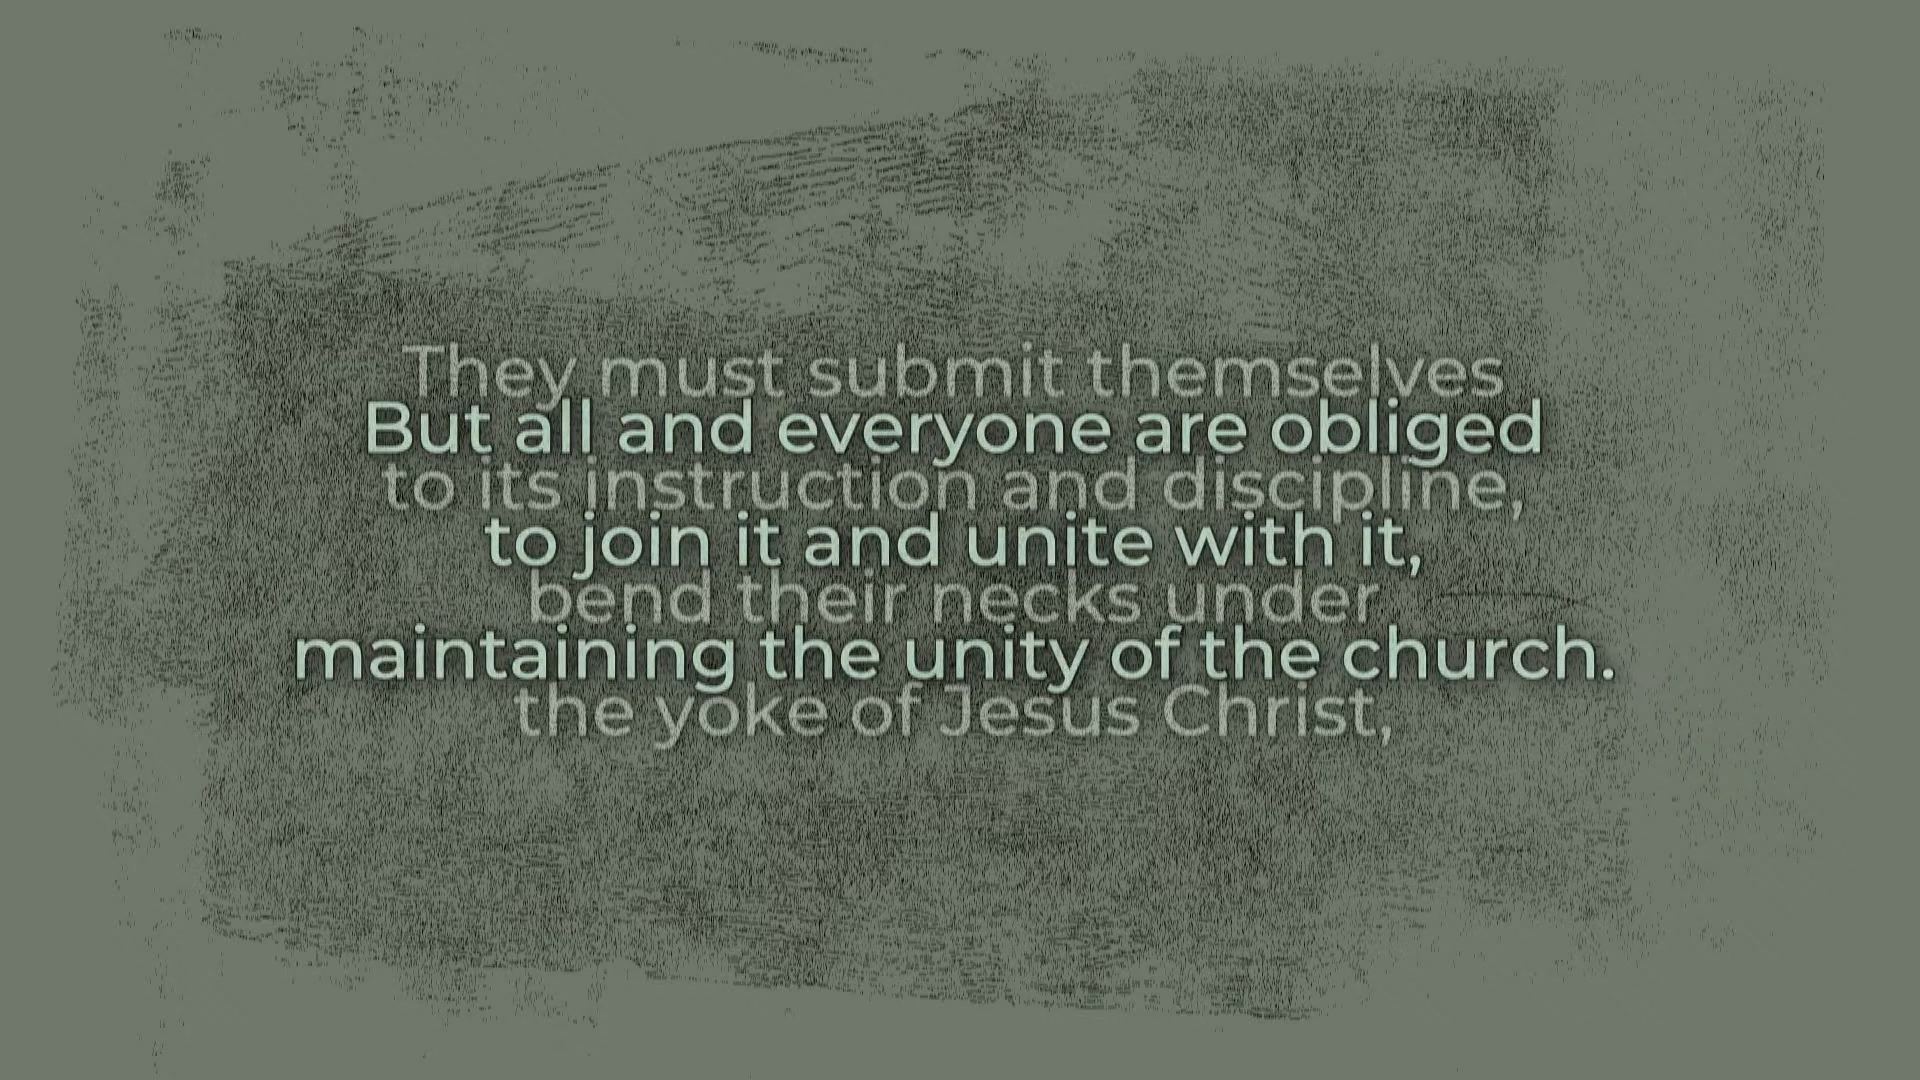 They must submit themselves
But all and everyone are obliged
to its instruction and discipline,
to join it and unite with it,
bend their necks under
maintaining the unity of the church.
the yoke of Jesus Christ,